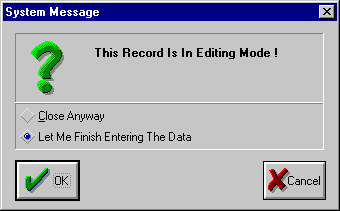 System Message
This Record Is In Editing Mode !
Close Anyway
Let Me Finish Entering The Data
OK
Cancel